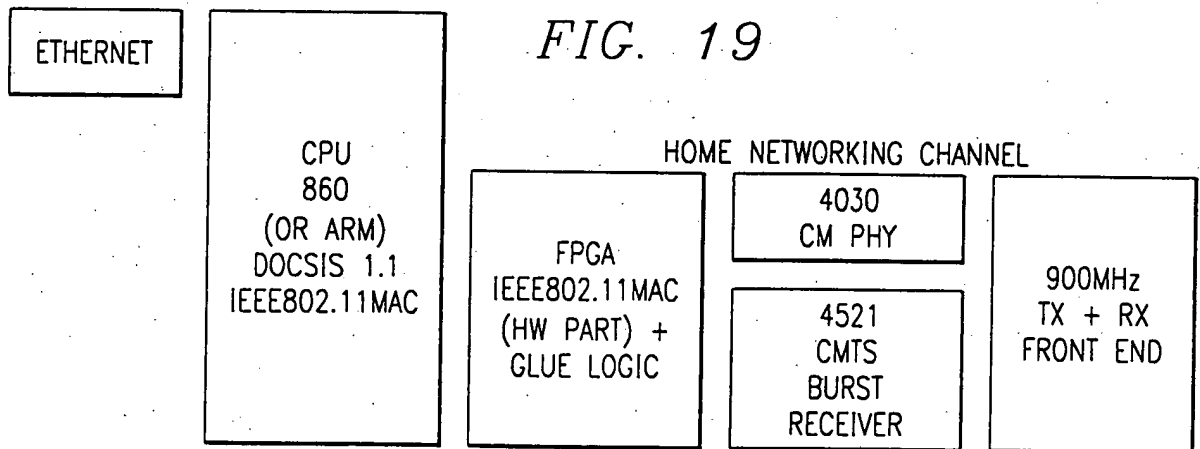 FIG. 19
ETHERNET
CPU
860
(OR ARM)
DOCSIS 1.1
IEEE802.11MAC
HOME NETWORKING CHANNEL
FPGA
IEEE802.11MAC
(HW PART) +
GLUE LOGIC
4030
CM PHY
4521
CMTS
BURST
RECEIVER
900MHz
TX + RX
FRONT END